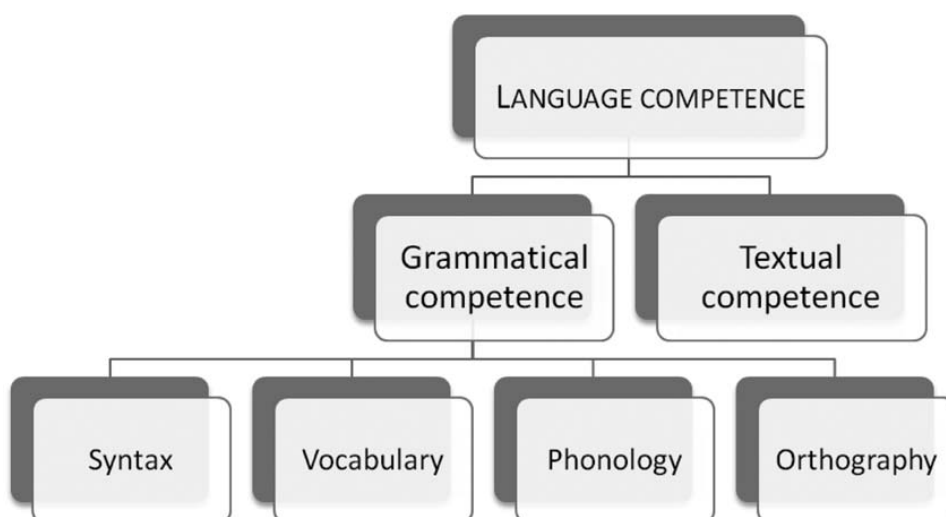 LANGUAGE COMPETENCE
Grammatical
competence
Textual
competence
Syntax
Vocabulary
Phonology
Orthography